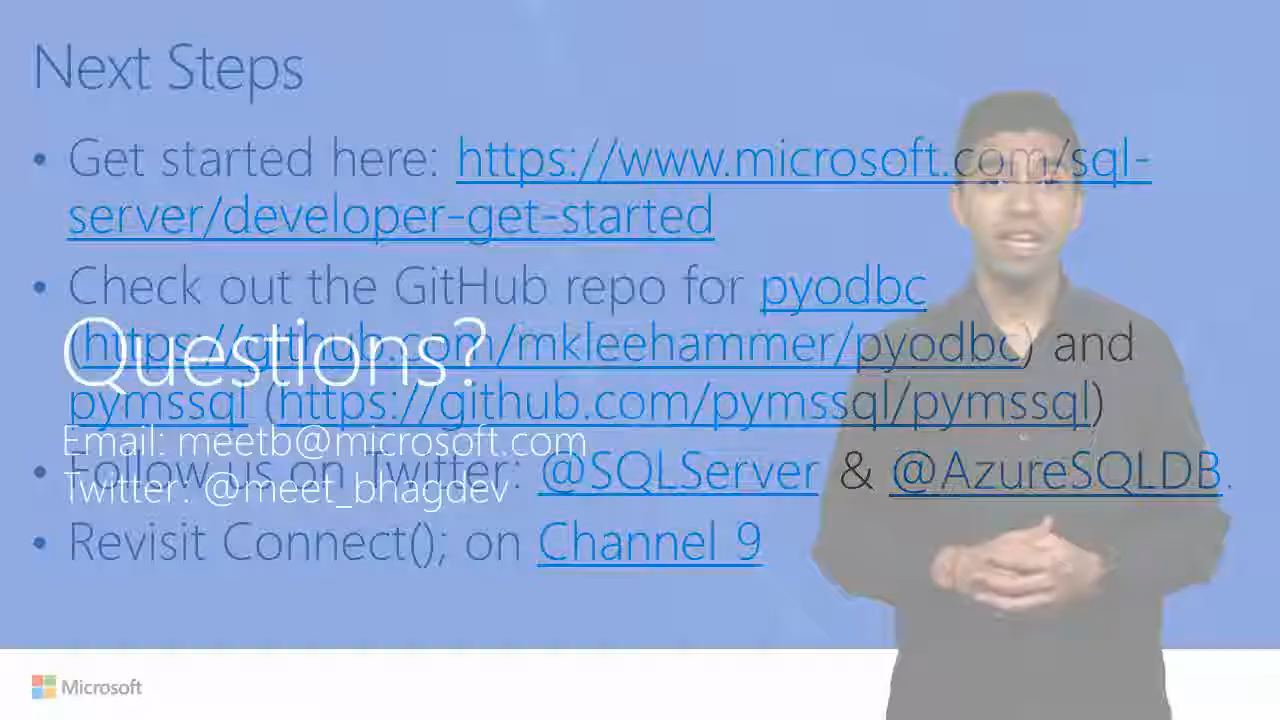 Next Steps
• Get started here: https://www.microsoft.com/sql-
server/developer-get-started
• Check out the GitHub repo for pyodbc
(https://github.com/mkleehammer/pyodbc) and
pymssql (https://github.com/pymssql/pymssql)
• Follow us on Twitter: @SQLServer & @AzureSQLDB.
• Revisit Connect(); on Channel 9
Questions?
Email: meetb@microsoft.com
Twitter: @meet_bhagdev
Microsoft